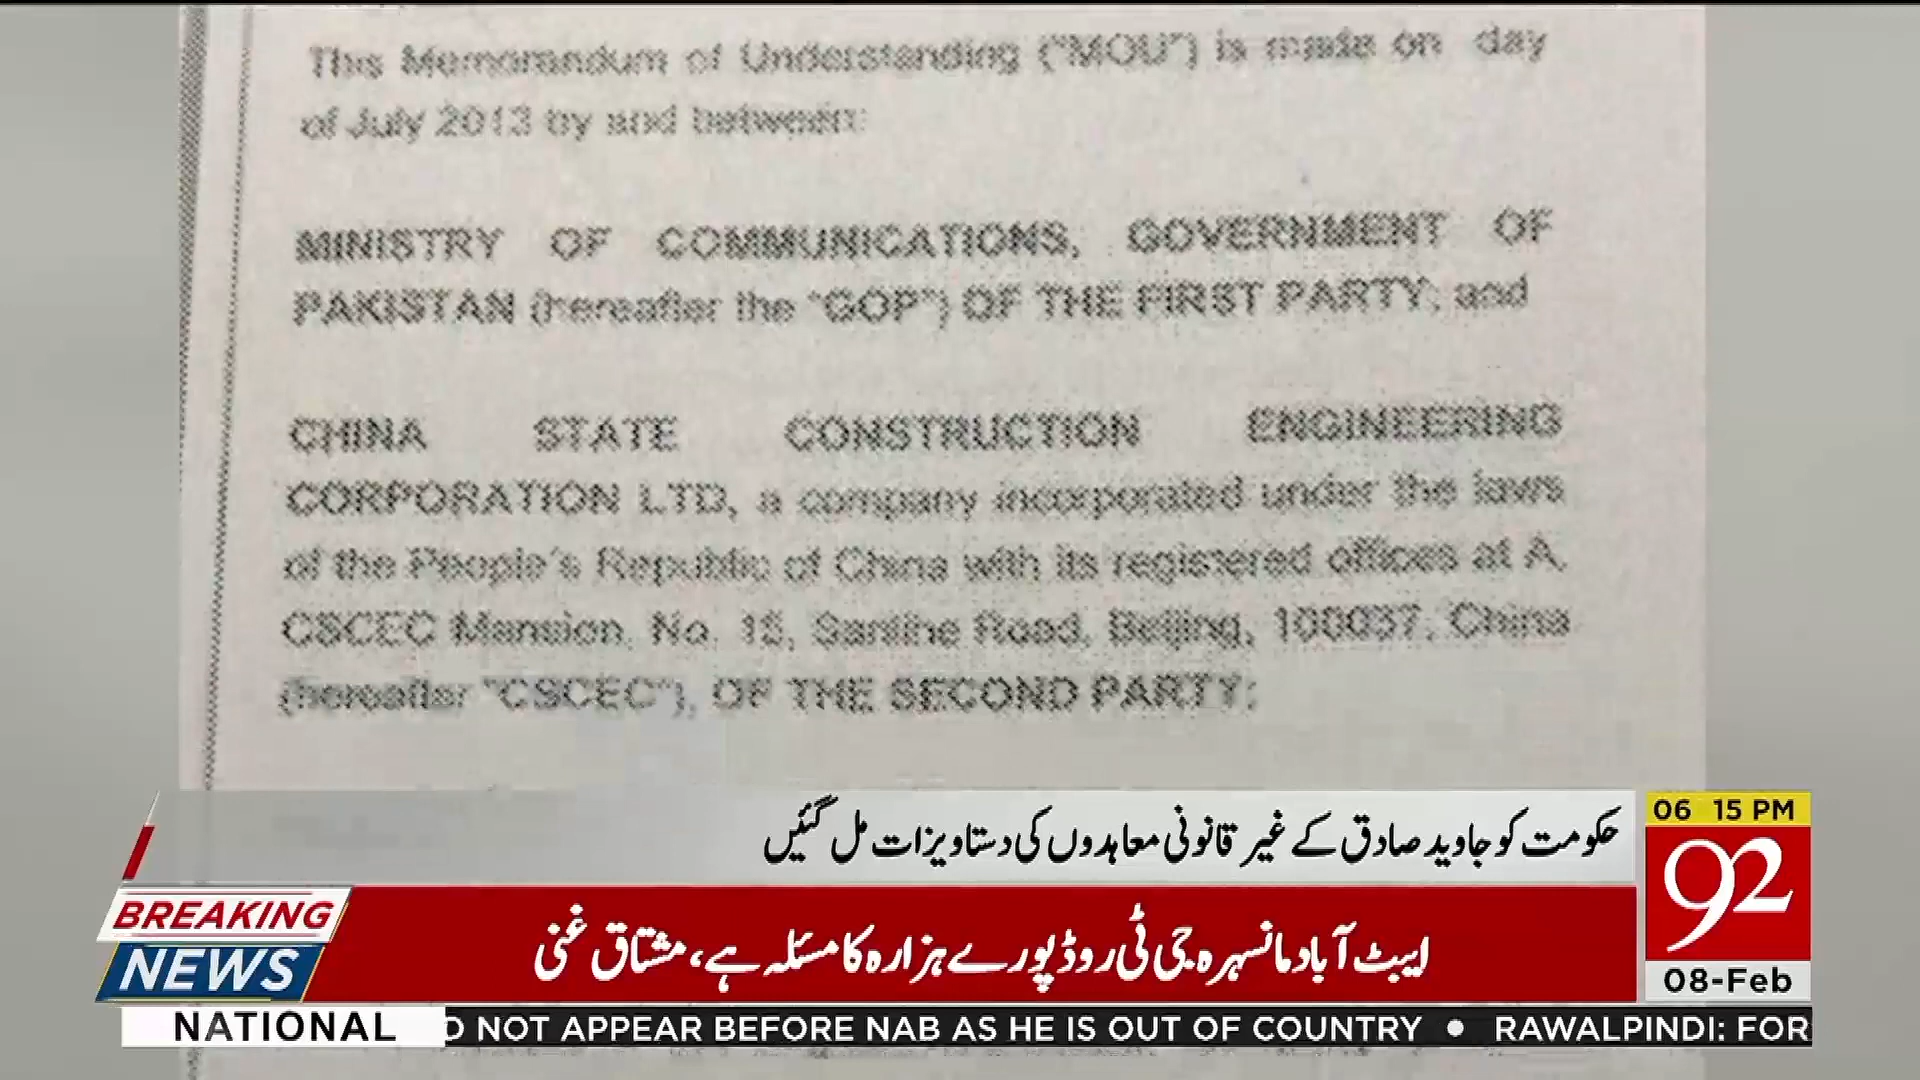 This Memorandum of Understanding ("MOU") is made on day
of July 2013 by and between:
MINISTRY OF COMMUNICATIONS, GOVERNMENT OF
PAKISTAN (hereafter the "GOP") OF THE FIRST PARTY; and
CHINA STATE CONSTRUCTION ENGINEERING
CORPORATION LTD, a company incorporated under the laws
of the People's Republic of China with its registered offices at A,
CSCEC Mansion, No. 15, Sanlihe Road, Beijing, 100037, China
(hereafter "CSCEC"), OF THE SECOND PARTY;
حکومت کو جاوید صادق کے غیر قانونی معاہدوں کی دستاویزات مل گئیں
06 15 PM
BREAKING
NEWS
ایبٹ آباد مانسہرہ جی ٹی روڈ پورے ہزارہ کا مسئلہ ہے، مشتاق غنی
92
08-Feb
NATIONAL
O NOT APPEAR BEFORE NAB AS HE IS OUT OF COUNTRY • RAWALPINDI: FOR